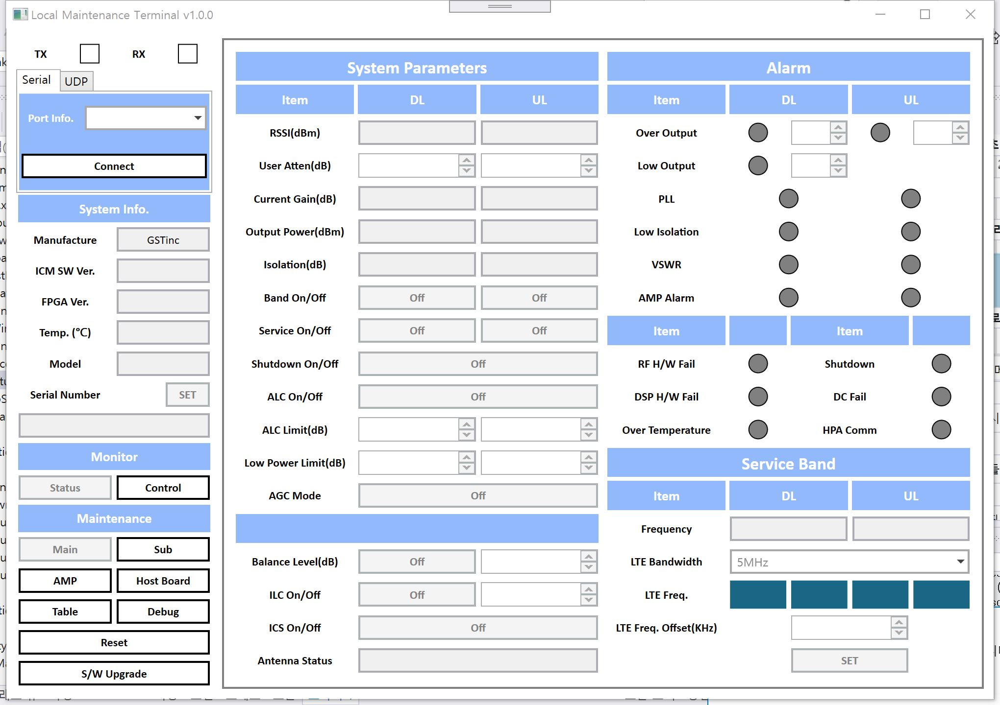 Local Maintenance Terminal v1.0.0
TX RX
Serial UDP
Port Info.
Connect
System Info.
Manufacture GSTinc
ICM SW Ver.
FPGA Ver.
Temp. (℃)
Model
Serial Number SET
Monitor
Status Control
Maintenance
Main Sub
AMP Host Board
Table Debug
Reset
S/W Upgrade
System Parameters
Item DL UL
RSSI(dBm)
User Atten(dB)
Current Gain(dB)
Output Power(dBm)
Isolation(dB)
Band On/Off Off Off
Service On/Off Off Off
Shutdown On/Off Off
ALC On/Off Off
ALC Limit(dB)
Low Power Limit(dB)
AGC Mode Off
Balance Level(dB) Off
ILC On/Off Off
ICS On/Off Off
Antenna Status
Alarm
Item DL UL
Over Output
Low Output
PLL
Low Isolation
VSWR
AMP Alarm
Item Item
RF H/W Fail Shutdown
DSP H/W Fail DC Fail
Over Temperature HPA Comm
Service Band
Item DL UL
Frequency
LTE Bandwidth 5MHz
LTE Freq.
LTE Freq. Offset(KHz)
SET